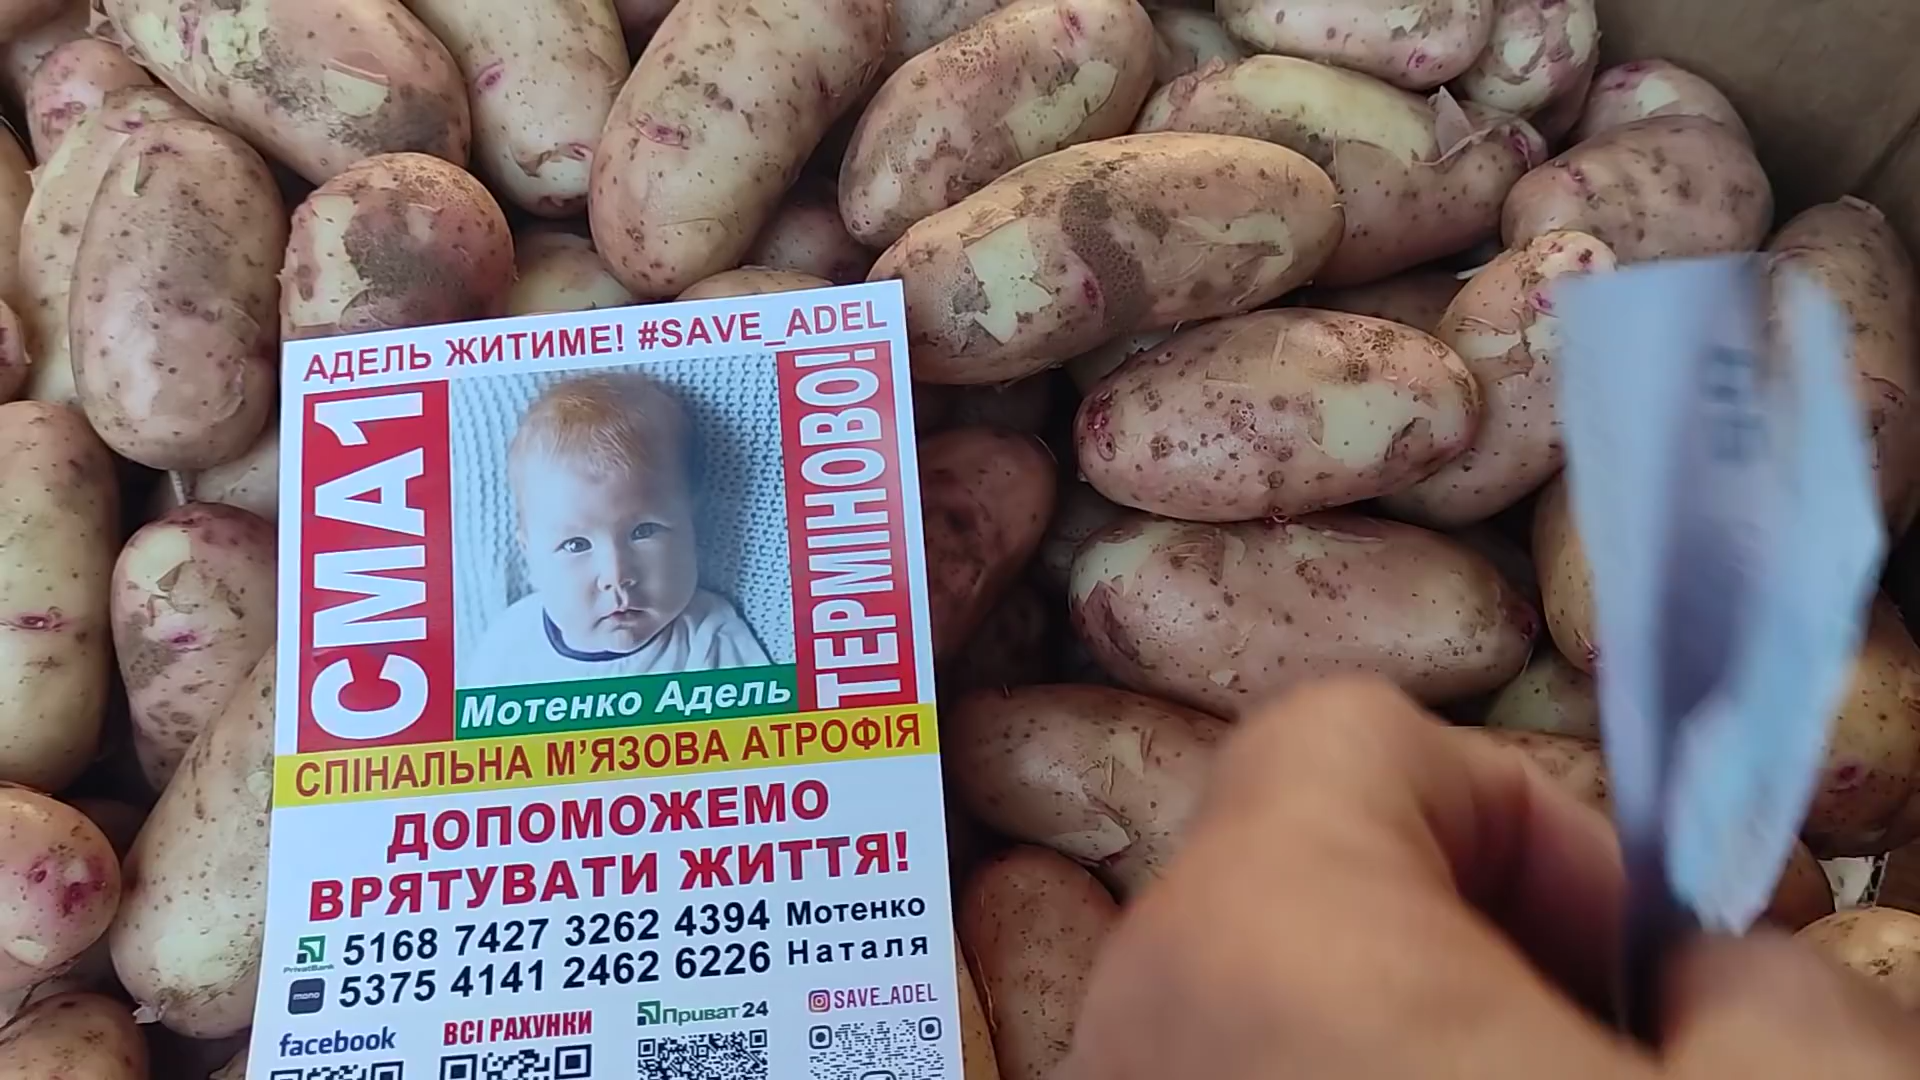 АДЕЛЬ ЖИТИМЕ! #SAVE_ADEL
СМА1
ТЕРМІНОВО!
Мотенко Адель
СПІНАЛЬНА М’ЯЗОВА АТРОФІЯ
ДОПОМОЖЕМО
ВРЯТУВАТИ ЖИТТЯ!
PrivatBank 5168 7427 3262 4394 Мотенко
mono 5375 4141 2462 6226 Наталя
facebook ВСІ РАХУНКИ Приват24 SAVE_ADEL